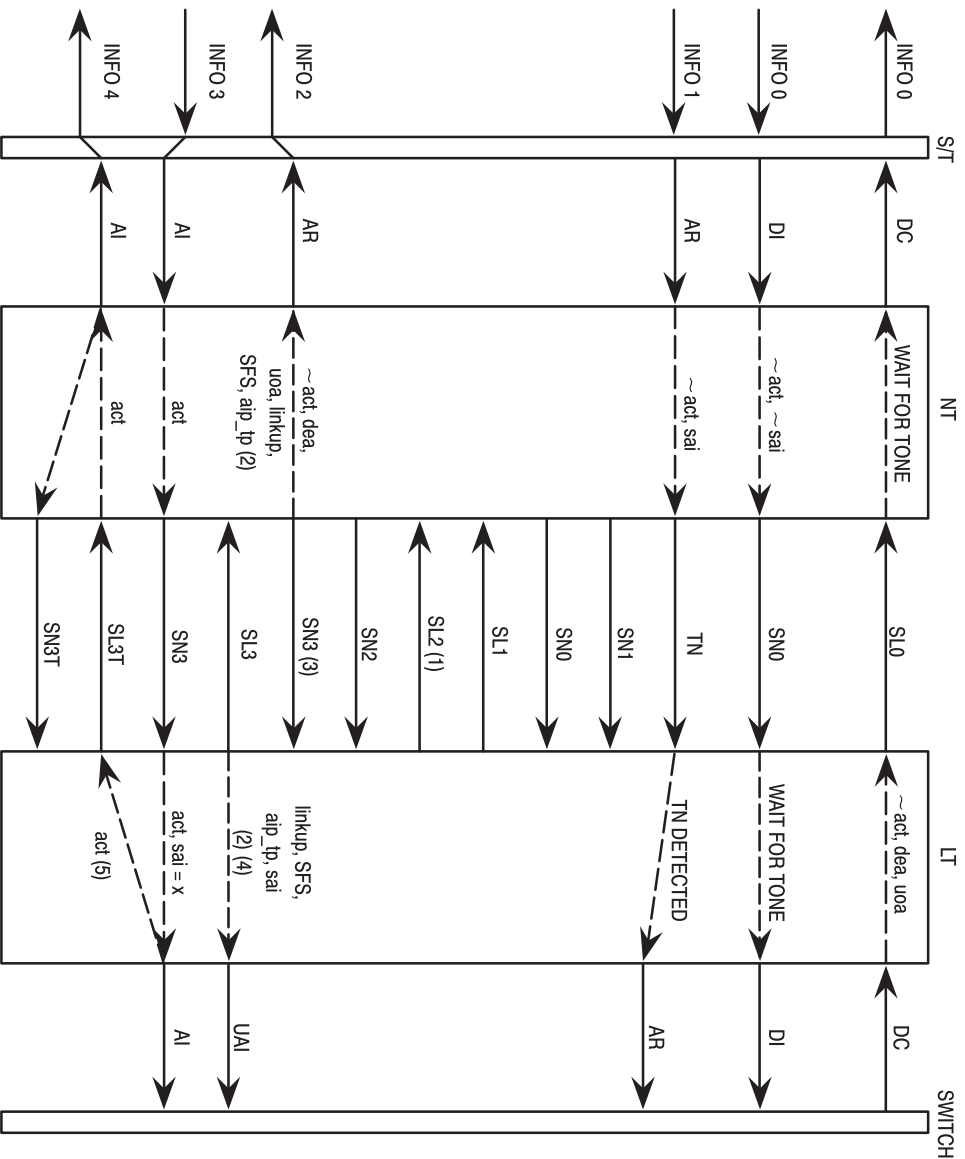 S/T
NT
LT
SWITCH
INFO 0
DC
WAIT FOR TONE
SL0
~ act, dea, uoa
DC
INFO 0
DI
~ act, ~ sai
SN0
WAIT FOR TONE
DI
INFO 1
AR
~ act, sai
TN
TN DETECTED
AR
SN1
SN0
SL1
SL2 (1)
SN2
INFO 2
AR
~ act, dea,
uoa, linkup,
SFS, aip_tp (2)
SN3 (3)
SL3
linkup, SFS,
aip_tp, sai
(2) (4)
UAI
INFO 3
AI
act
SN3
act, sai = x
AI
INFO 4
AI
act
SL3T
act (5)
SN3T